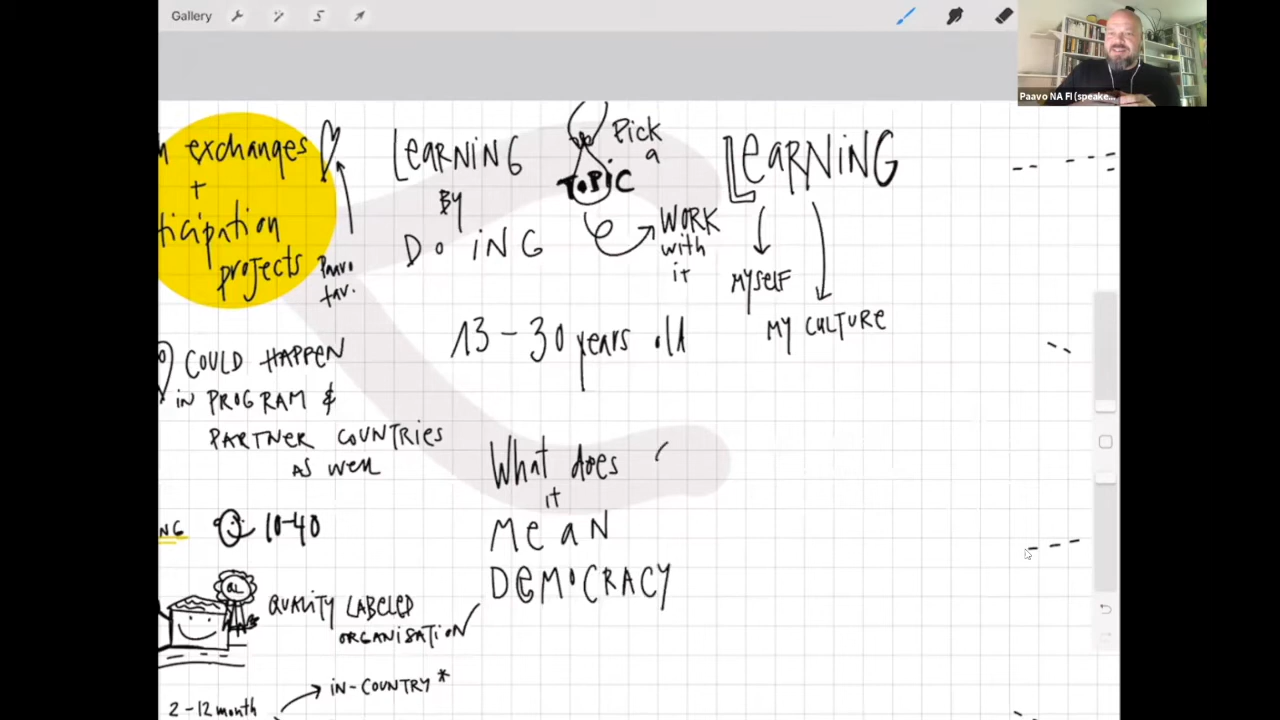 Gallery
Paavo NA FI (speake...
exchanges
+
ticipation
projects
Paavo
fav.
LeARNiNG
By
DoiNG
Pick
a
ToPiC
WORK
with
it
LeARNiNG
MYSELF
MY CULTURE
13 - 30 years old
COULD HAPPEN
iN PROGRAM &
PARTNER COUNTRIES
AS WELL
What does
it
MeaN
DEMOCRACY
NG
10-40
QL
QUALITY LABELED
ORGANISATION
2 - 12 month
iN-COUNTRY *